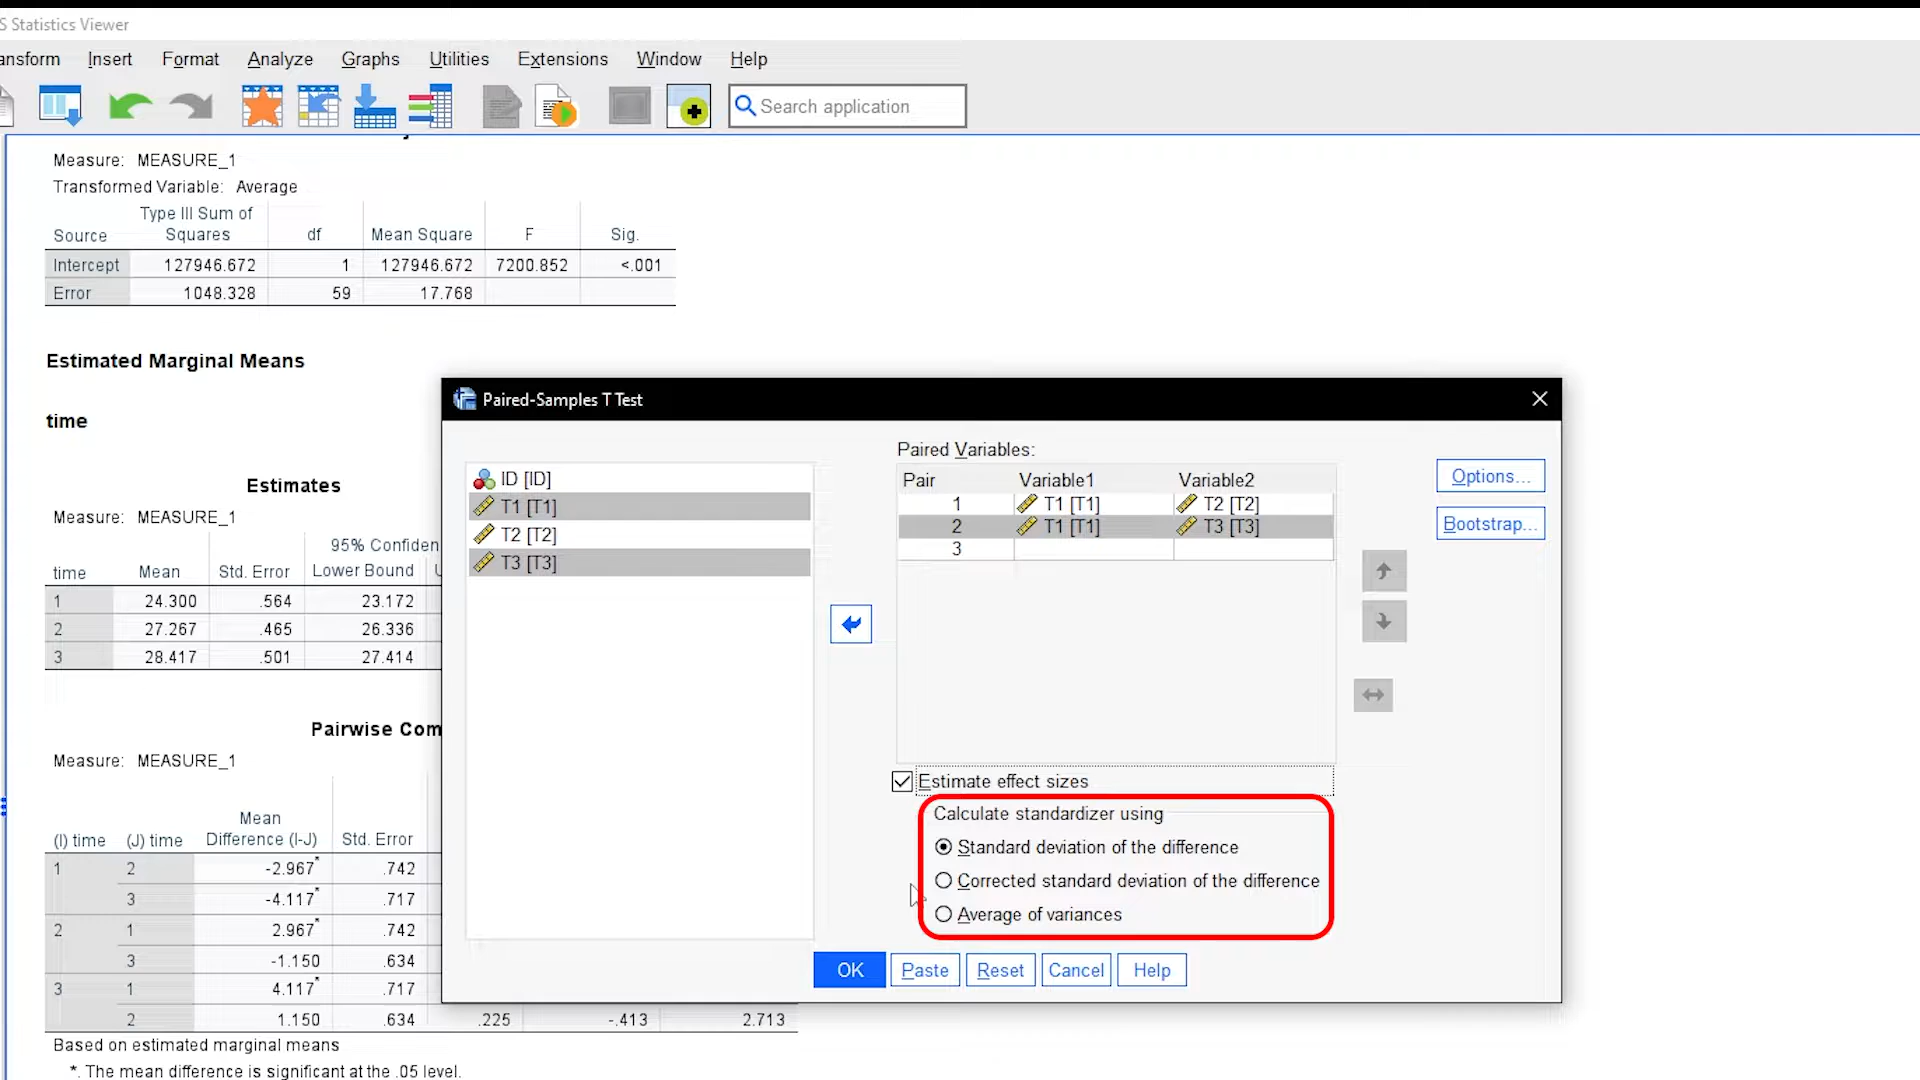 S Statistics Viewer
ansform Insert Format Analyze Graphs Utilities Extensions Window Help
Search application
Measure: MEASURE_1
Transformed Variable: Average
Source Type III Sum of Squares df Mean Square F Sig.
Intercept 127946.672 1 127946.672 7200.852 <.001
Error 1048.328 59 17.768
Estimated Marginal Means
time
Estimates
Measure: MEASURE_1
95% Confiden
time Mean Std. Error Lower Bound U
1 24.300 .564 23.172
2 27.267 .465 26.336
3 28.417 .501 27.414
Pairwise Com
Measure: MEASURE_1
(I) time (J) time Mean Difference (I-J) Std. Error
1 2 -2.967* .742
3 -4.117* .717
2 1 2.967* .742
3 -1.150 .634
3 1 4.117* .717
2 1.150 .634 .225 -.413 2.713
Based on estimated marginal means
*. The mean difference is significant at the .05 level.
Paired-Samples T Test
ID [ID]
T1 [T1]
T2 [T2]
T3 [T3]
Paired Variables:
Pair Variable1 Variable2
1 T1 [T1] T2 [T2]
2 T1 [T1] T3 [T3]
3
Options...
Bootstrap...
Estimate effect sizes
Calculate standardizer using
Standard deviation of the difference
Corrected standard deviation of the difference
Average of variances
OK Paste Reset Cancel Help